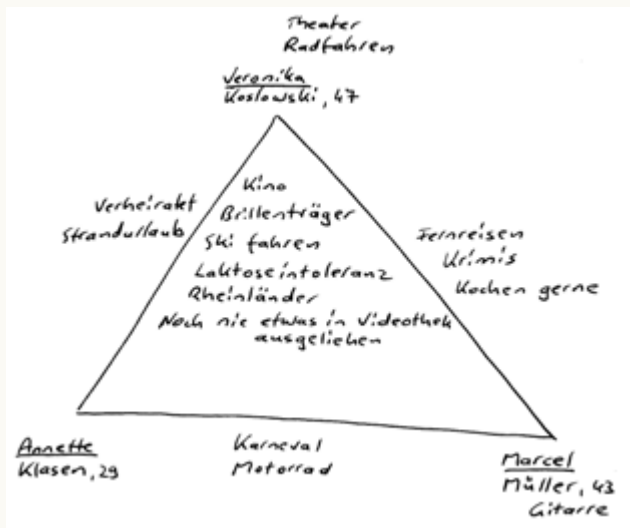 Theater
Radfahren
Veronika
Koslowski, 47
Verheiratet
Strandurlaub
Kino
Brillenträger
Ski fahren
Laktoseintoleranz
Rheinländer
Noch nie etwas in Videothek
ausgeliehen
Fernreisen
Krimis
Kochen gerne
Annette
Klasen, 29
Karneval
Motorrad
Marcel
Müller, 43
Gitarre